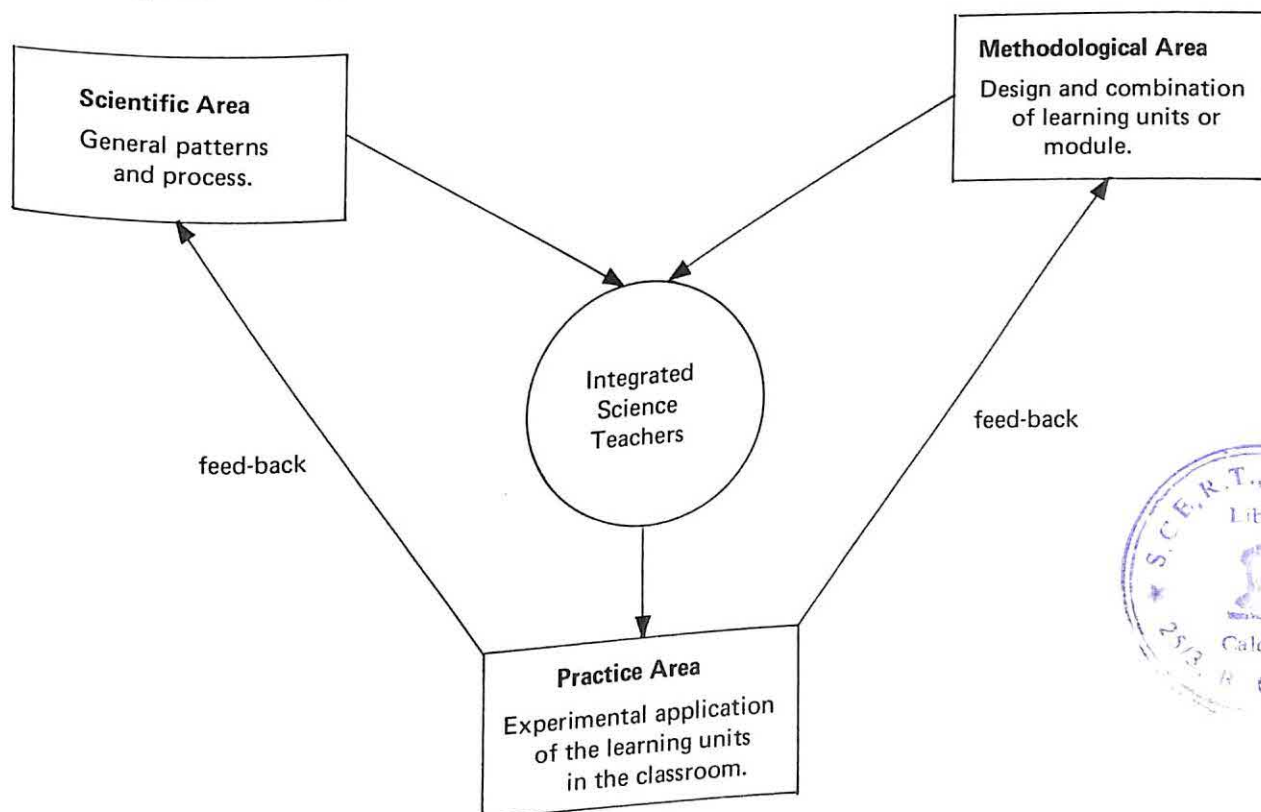 Scientific Area
General patterns
and process.
Methodological Area
Design and combination
of learning units or
module.
Integrated
Science
Teachers
feed-back
feed-back
Practice Area
Experimental application
of the learning units
in the classroom.
S.C.E.R.T.,